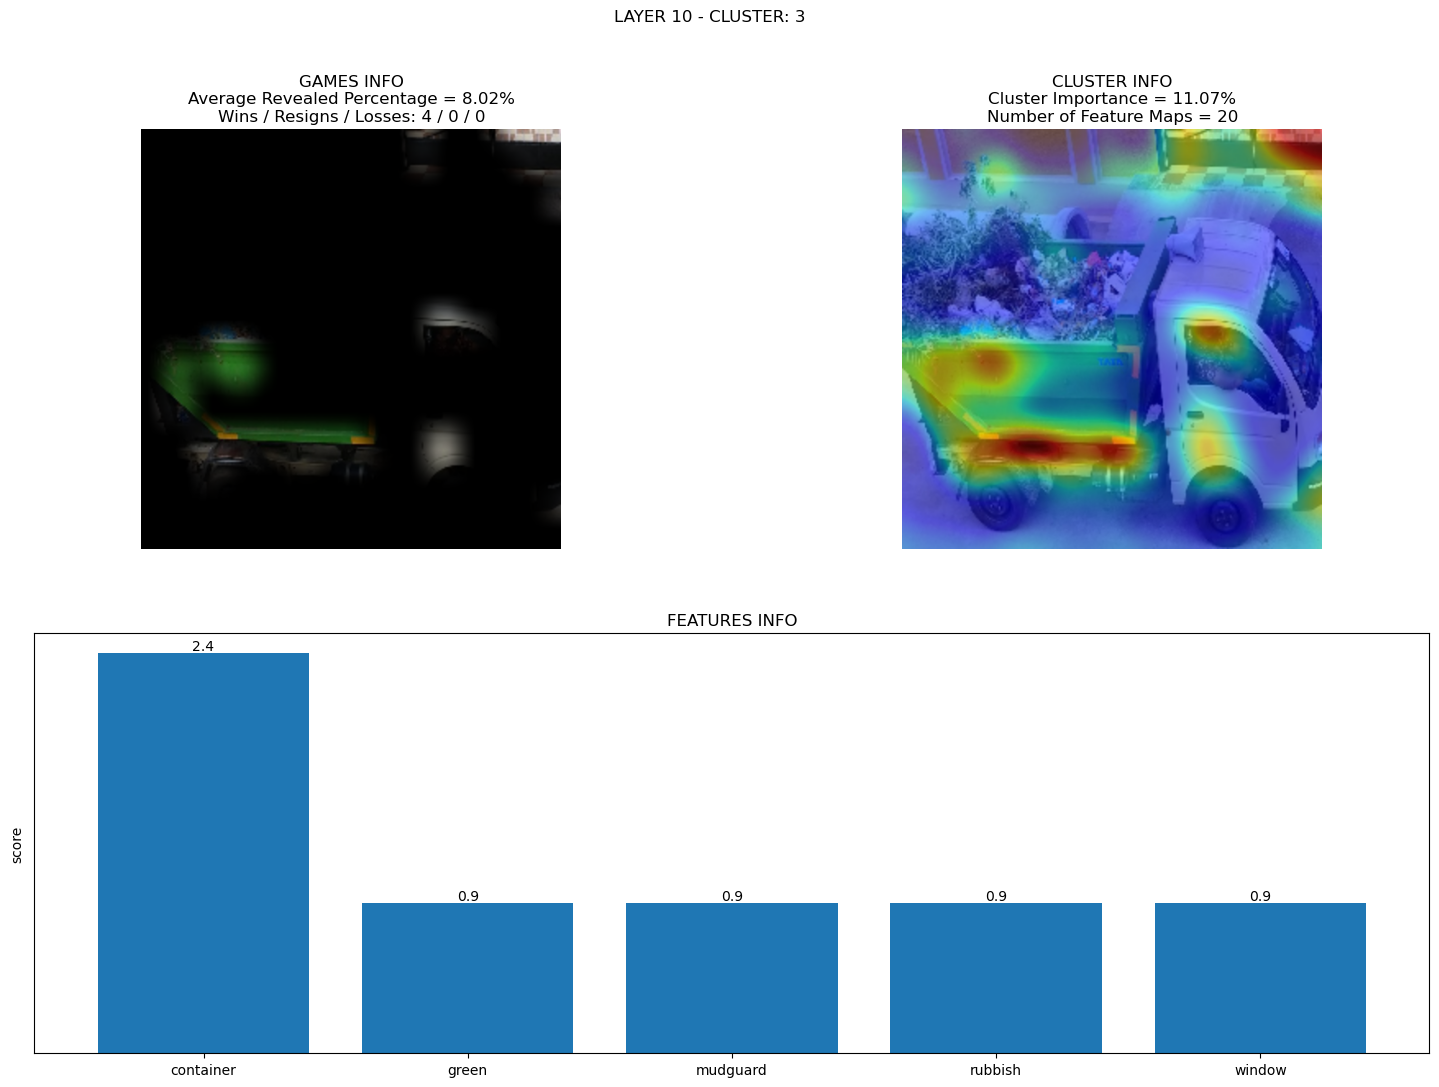 LAYER 10 - CLUSTER: 3
GAMES INFO
Average Revealed Percentage = 8.02%
Wins / Resigns / Losses: 4 / 0 / 0
CLUSTER INFO
Cluster Importance = 11.07%
Number of Feature Maps = 20
FEATURES INFO
score
2.4
0.9
0.9
0.9
0.9
container
green
mudguard
rubbish
window